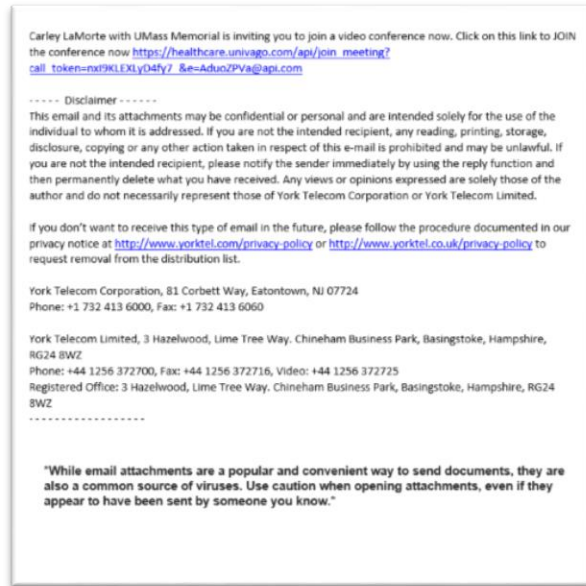 Carley LaMorte with UMass Memorial is inviting you to join a video conference now. Click on this link to JOIN
the conference now https://healthcare.univago.com/api/join_meeting?
call_token=nxI9KLEXLyO4fy7_&e=AduoZPVa@api.com
----- Disclaimer ------
This email and its attachments may be confidential or personal and are intended solely for the use of the
individual to whom it is addressed. If you are not the intended recipient, any reading, printing, storage,
disclosure, copying or any other action taken in respect of this e-mail is prohibited and may be unlawful. If
you are not the intended recipient, please notify the sender immediately by using the reply function and
then permanently delete what you have received. Any views or opinions expressed are solely those of the
author and do not necessarily represent those of York Telecom Corporation or York Telecom Limited.
If you don't want to receive this type of email in the future, please follow the procedure documented in our
privacy notice at http://www.yorktel.com/privacy-policy or http://www.yorktel.co.uk/privacy-policy to
request removal from the distribution list.
York Telecom Corporation, 81 Corbett Way, Eatontown, NJ 07724
Phone: +1 732 413 6000, Fax: +1 732 413 6060
York Telecom Limited, 3 Hazelwood, Lime Tree Way. Chineham Business Park, Basingstoke, Hampshire,
RG24 8WZ
Phone: +44 1256 372700, Fax: +44 1256 372716, Video: +44 1256 372725
Registered Office: 3 Hazelwood, Lime Tree Way. Chineham Business Park, Basingstoke, Hampshire, RG24
8WZ
------------------
"While email attachments are a popular and convenient way to send documents, they are
also a common source of viruses. Use caution when opening attachments, even if they
appear to have been sent by someone you know."